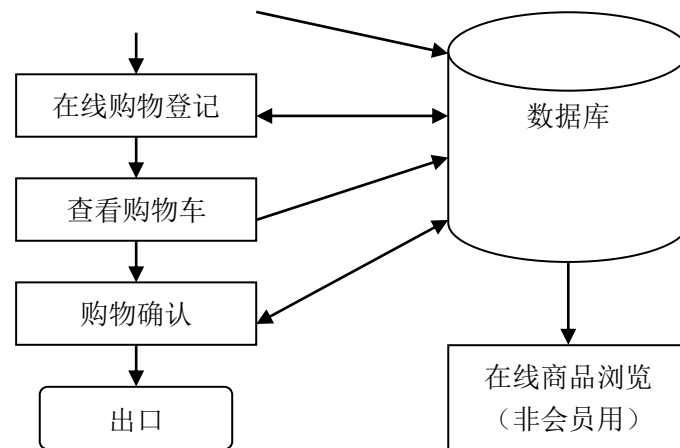 在线购物登记
数据库
查看购物车
购物确认
在线商品浏览
（非会员用）
出口